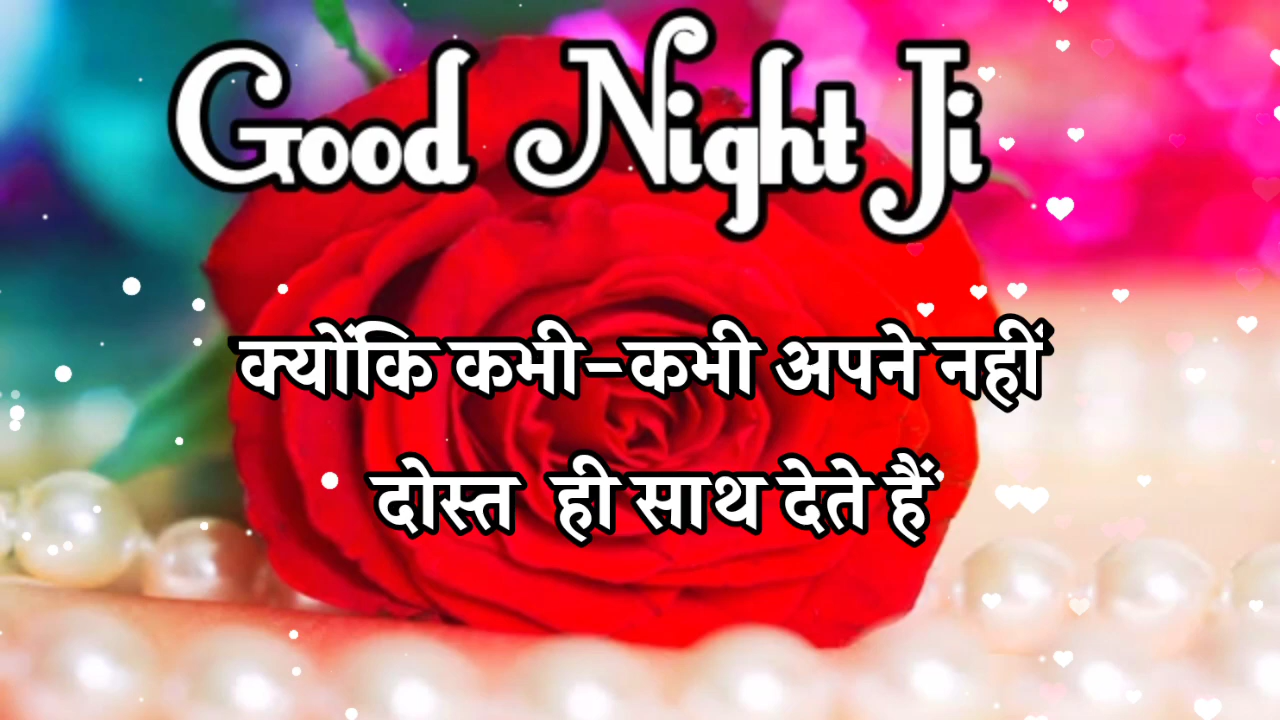 Good Night Ji
क्योंकि कभी-कभी अपने नहीं
दोस्त ही साथ देते हैं